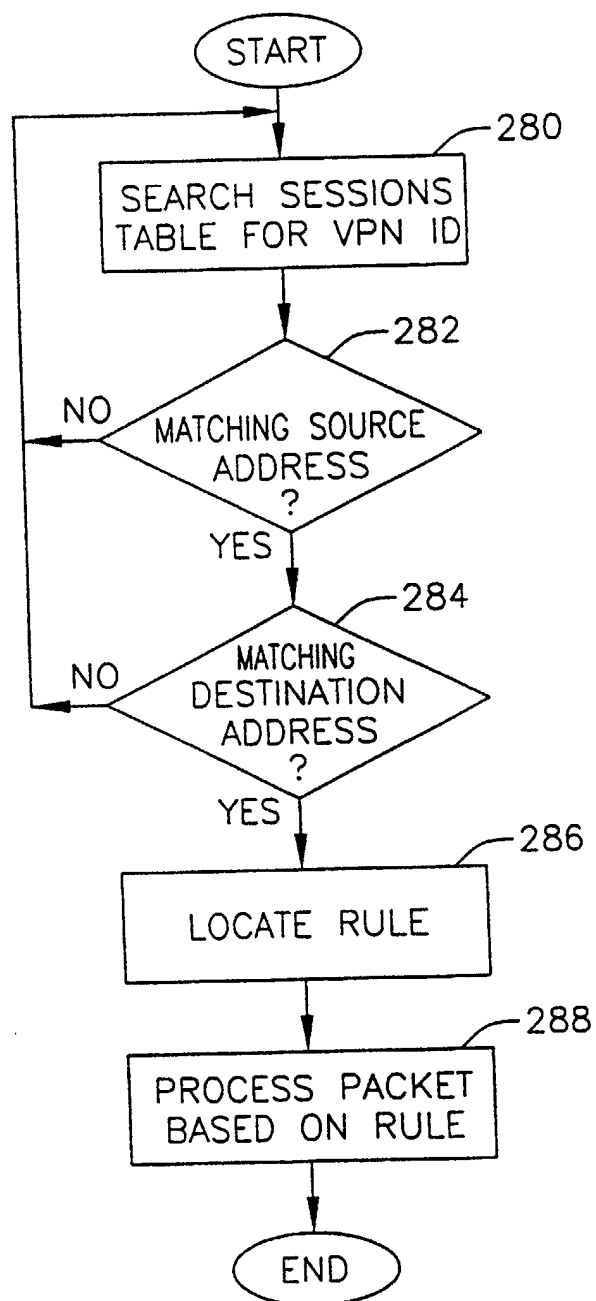 START
280
SEARCH SESSIONS
TABLE FOR VPN ID
282
NO
MATCHING SOURCE
ADDRESS
?
YES
284
NO
MATCHING
DESTINATION
ADDRESS
?
YES
286
LOCATE RULE
288
PROCESS PACKET
BASED ON RULE
END